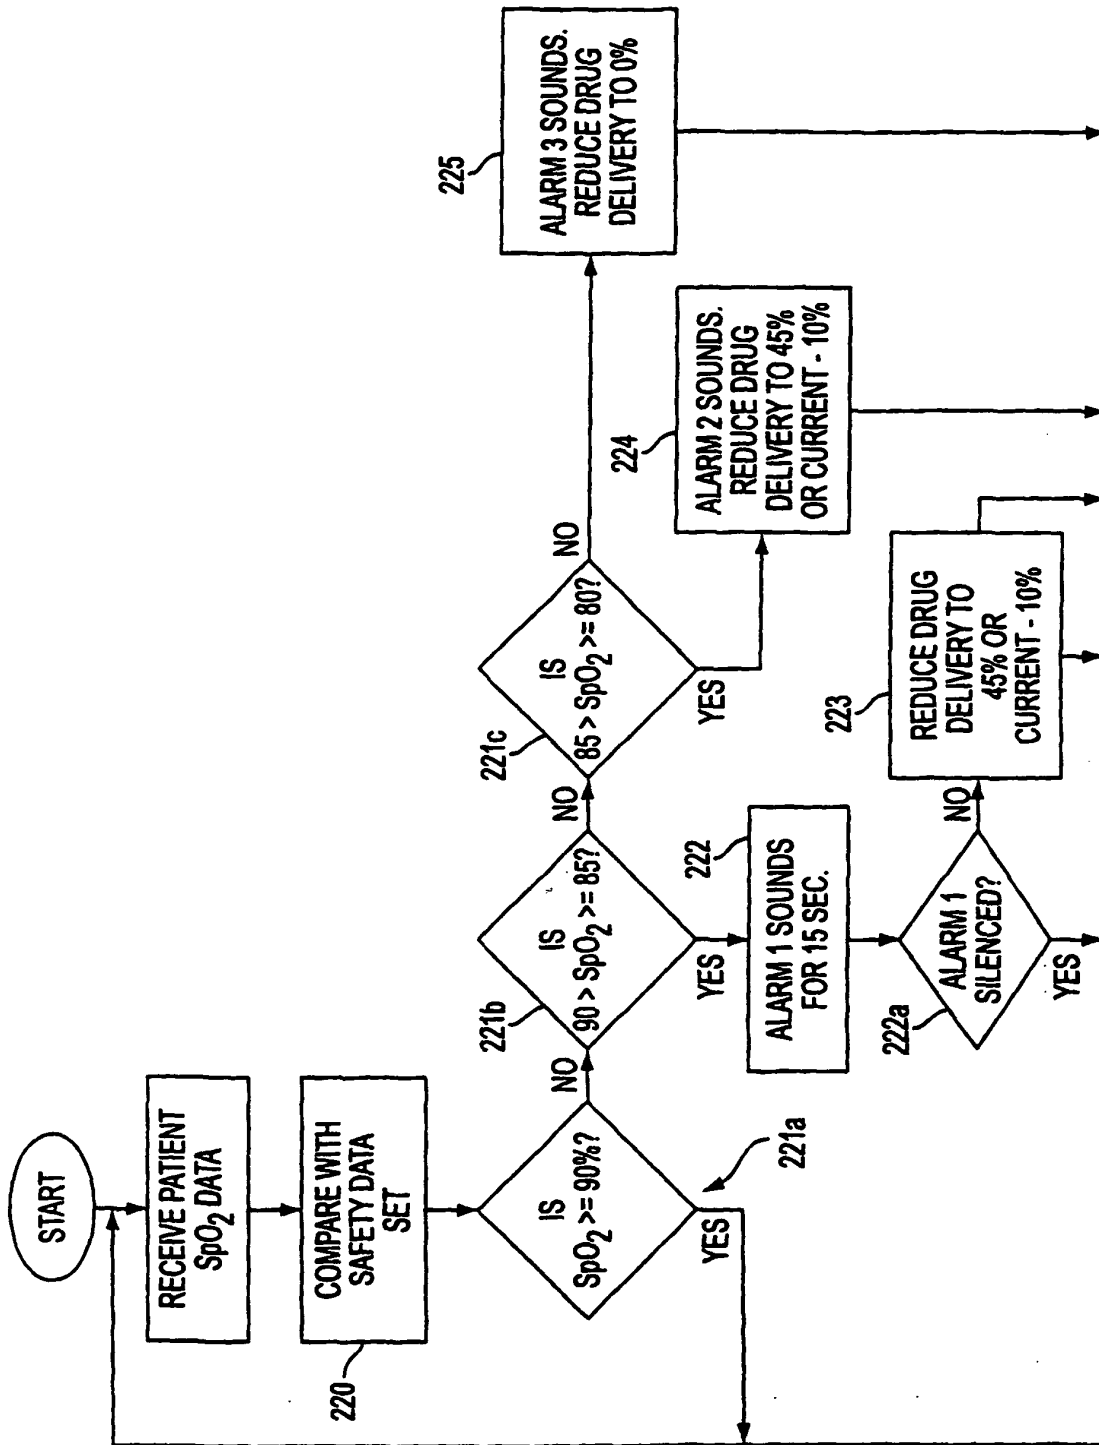 START
RECEIVE PATIENT
SpO₂ DATA
COMPARE WITH
SAFETY DATA
SET
220
IS
SpO₂ >= 90%?
221a
YES
NO
IS
90 > SpO₂ >= 85?
221b
YES
NO
ALARM 1 SOUNDS
FOR 15 SEC.
222
ALARM 1
SILENCED?
222a
YES
NO
REDUCE DRUG
DELIVERY TO
45% OR
CURRENT - 10%
223
IS
85 > SpO₂ >= 80?
221c
YES
NO
ALARM 2 SOUNDS.
REDUCE DRUG
DELIVERY TO 45%
OR CURRENT - 10%
224
ALARM 3 SOUNDS.
REDUCE DRUG
DELIVERY TO 0%
225